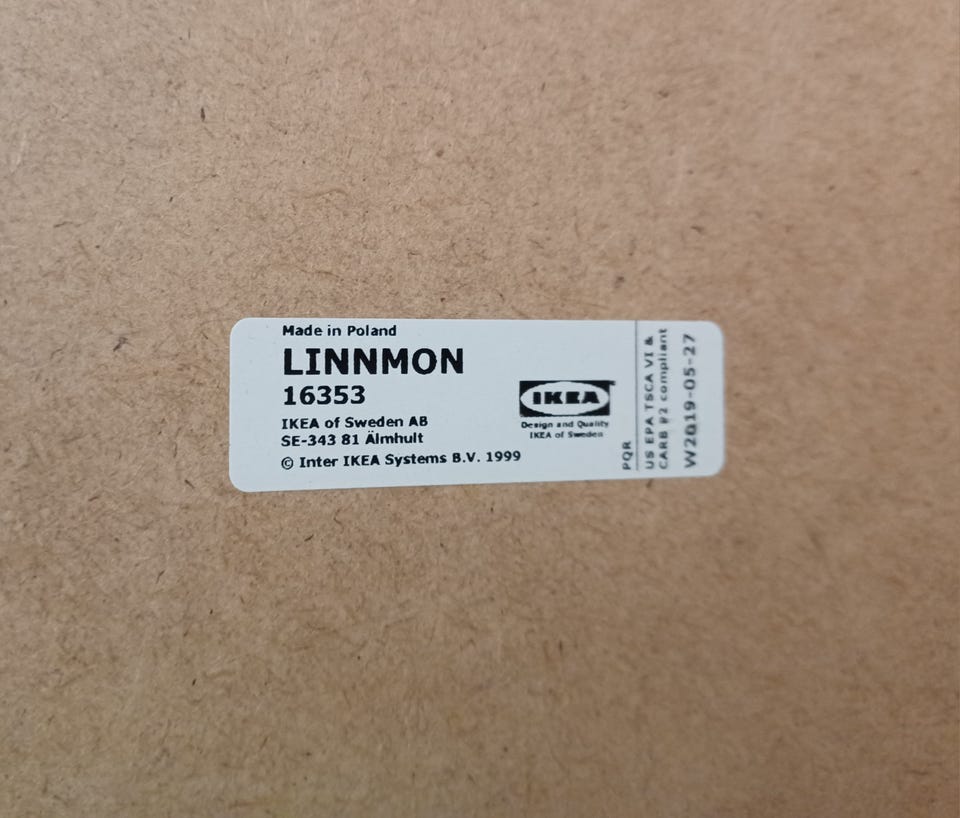 Made in Poland
LINNMON
16353
IKEA of Sweden AB
SE-343 81 Älmhult
© Inter IKEA Systems B.V. 1999
IKEA
Design and Quality
IKEA of Sweden
PQR
US EPA TSCA VI &
CARB P2 compliant
W2019-05-27